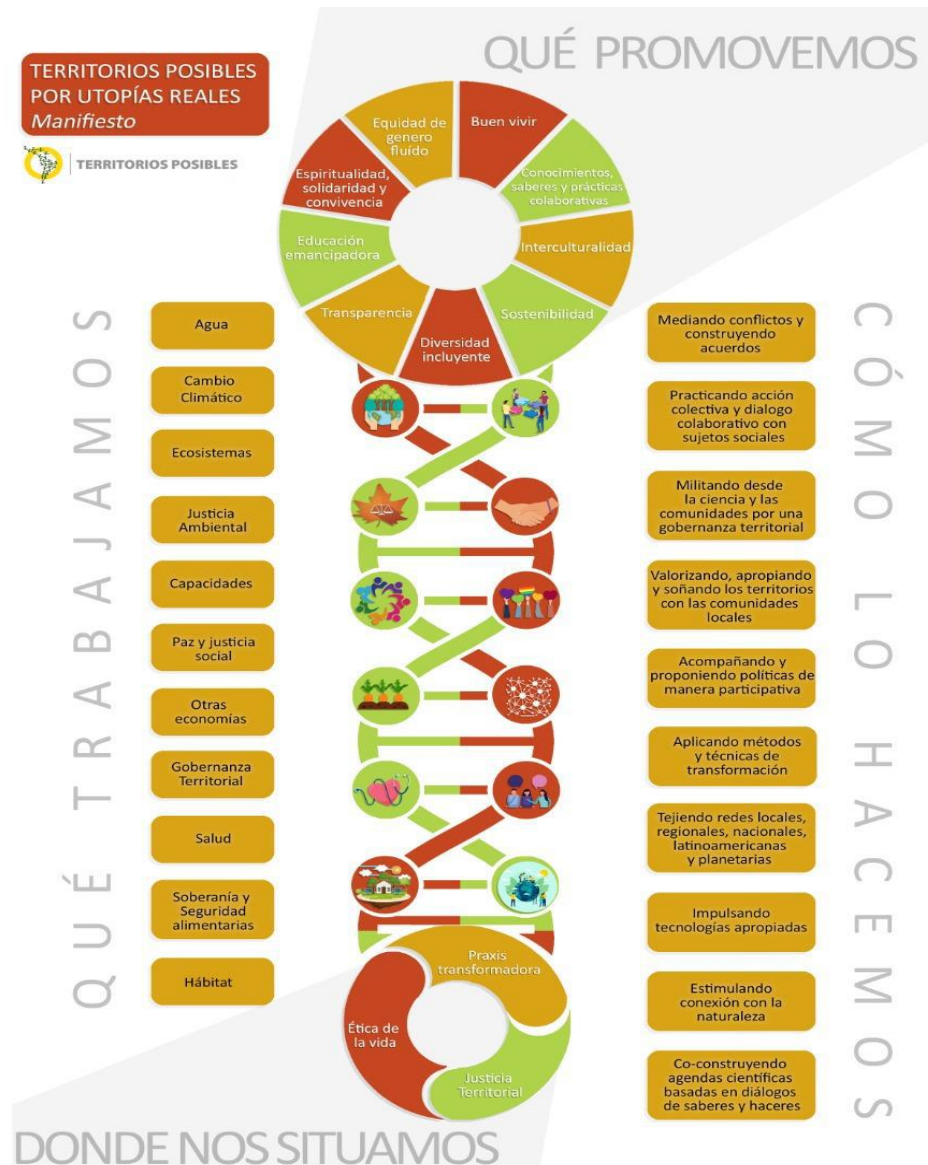 QUÉ PROMOVEMOS
TERRITORIOS POSIBLES
POR UTOPÍAS REALES
Manifiesto
TERRITORIOS POSIBLES
Equidad de
genero
fluído
Buen vivir
Conocimientos,
saberes y prácticas
colaborativas
Interculturalidad
Sostenibilidad
Diversidad
incluyente
Transparencia
Educación
emancipadora
Espiritualidad,
solidaridad y
convivencia
QUÉ TRABAJAMOS
Agua
Cambio
Climático
Ecosistemas
Justicia
Ambiental
Capacidades
Paz y justicia
social
Otras
economías
Gobernanza
Territorial
Salud
Soberanía y
Seguridad
alimentarias
Hábitat
CÓMO LO HACEMOS
Mediando conflictos y
construyendo
acuerdos
Practicando acción
colectiva y dialogo
colaborativo con
sujetos sociales
Militando desde
la ciencia y las
comunidades por una
gobernanza territorial
Valorizando, apropiando
y soñando los territorios
con las comunidades
locales
Acompañando y
proponiendo políticas de
manera participativa
Aplicando métodos
y técnicas de
transformación
Tejiendo redes locales,
regionales, nacionales,
latinoamericanas
y planetarias
Impulsando
tecnologías apropiadas
Estimulando
conexión con la
naturaleza
Co-construyendo
agendas científicas
basadas en diálogos
de saberes y haceres
Praxis
transformadora
Ética de
la vida
Justicia
Territorial
DONDE NOS SITUAMOS